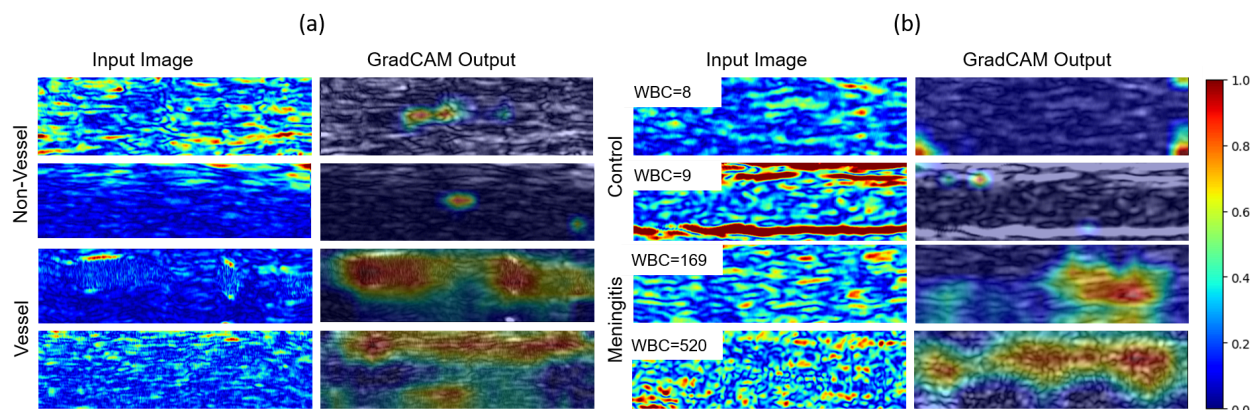 (a)
(b)
Input Image
GradCAM Output
Input Image
GradCAM Output
Non-Vessel
Vessel
Control
Meningitis
WBC=8
WBC=9
WBC=169
WBC=520
1.0
0.8
0.6
0.4
0.2
0.0